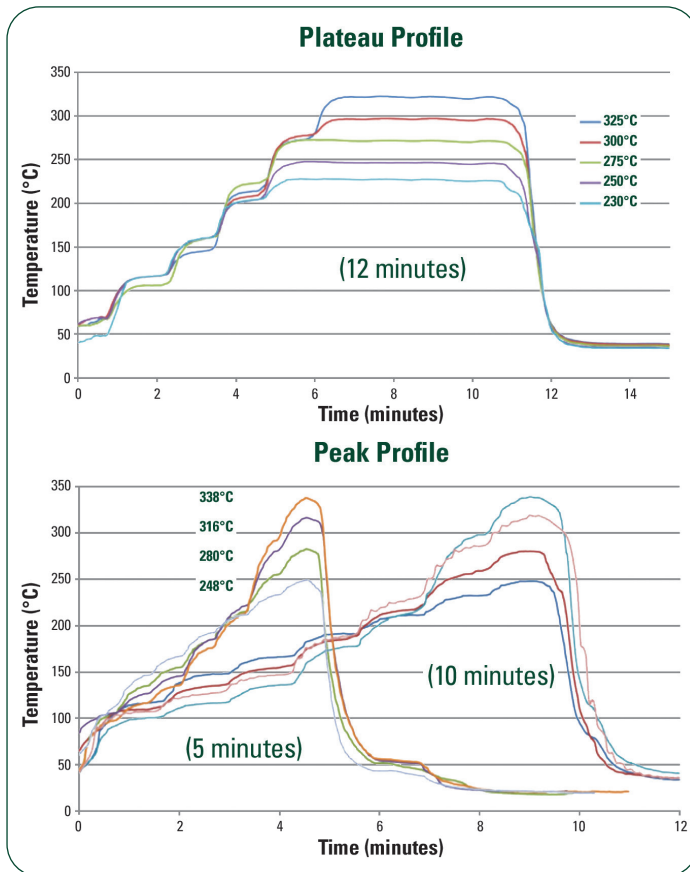 Plateau Profile
350
300
250
200
150
100
50
0
Temperature (°C)
325°C
300°C
275°C
250°C
230°C
(12 minutes)
0 2 4 6 8 10 12 14
Time (minutes)
Peak Profile
350
300
250
200
150
100
50
0
Temperature (°C)
338°C
316°C
280°C
248°C
(10 minutes)
(5 minutes)
0 2 4 6 8 10 12
Time (minutes)